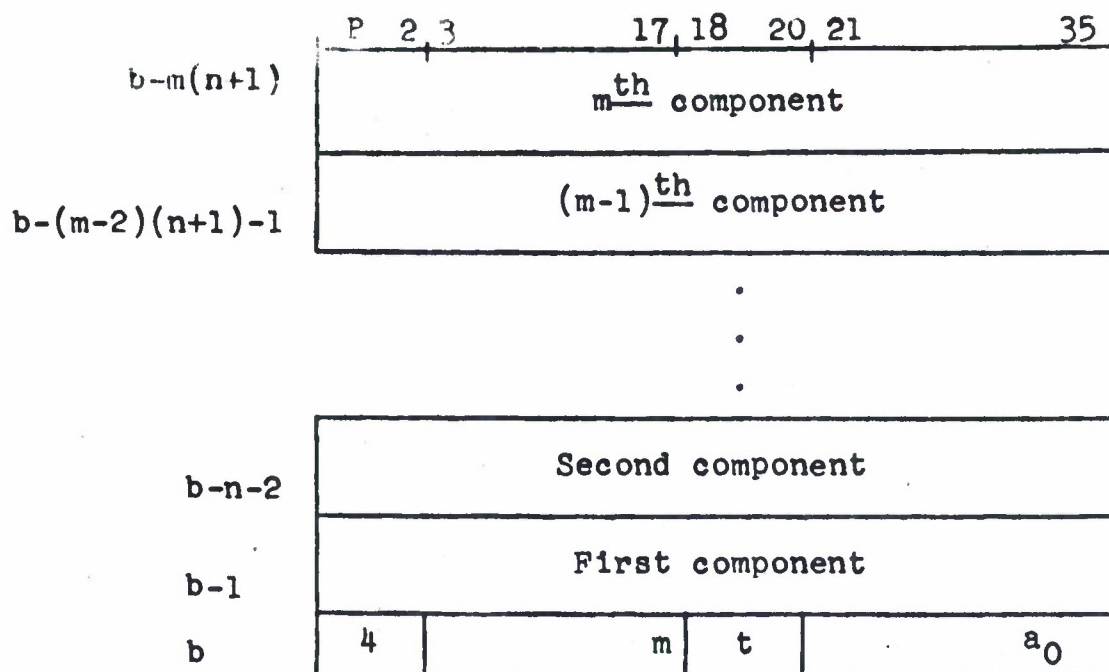 P 2 3 17 18 20 21 35
b-m(n+1) mth component
b-(m-2)(n+1)-1 (m-1)th component
.
.
.
b-n-2 Second component
b-1 First component
b 4 m t a0